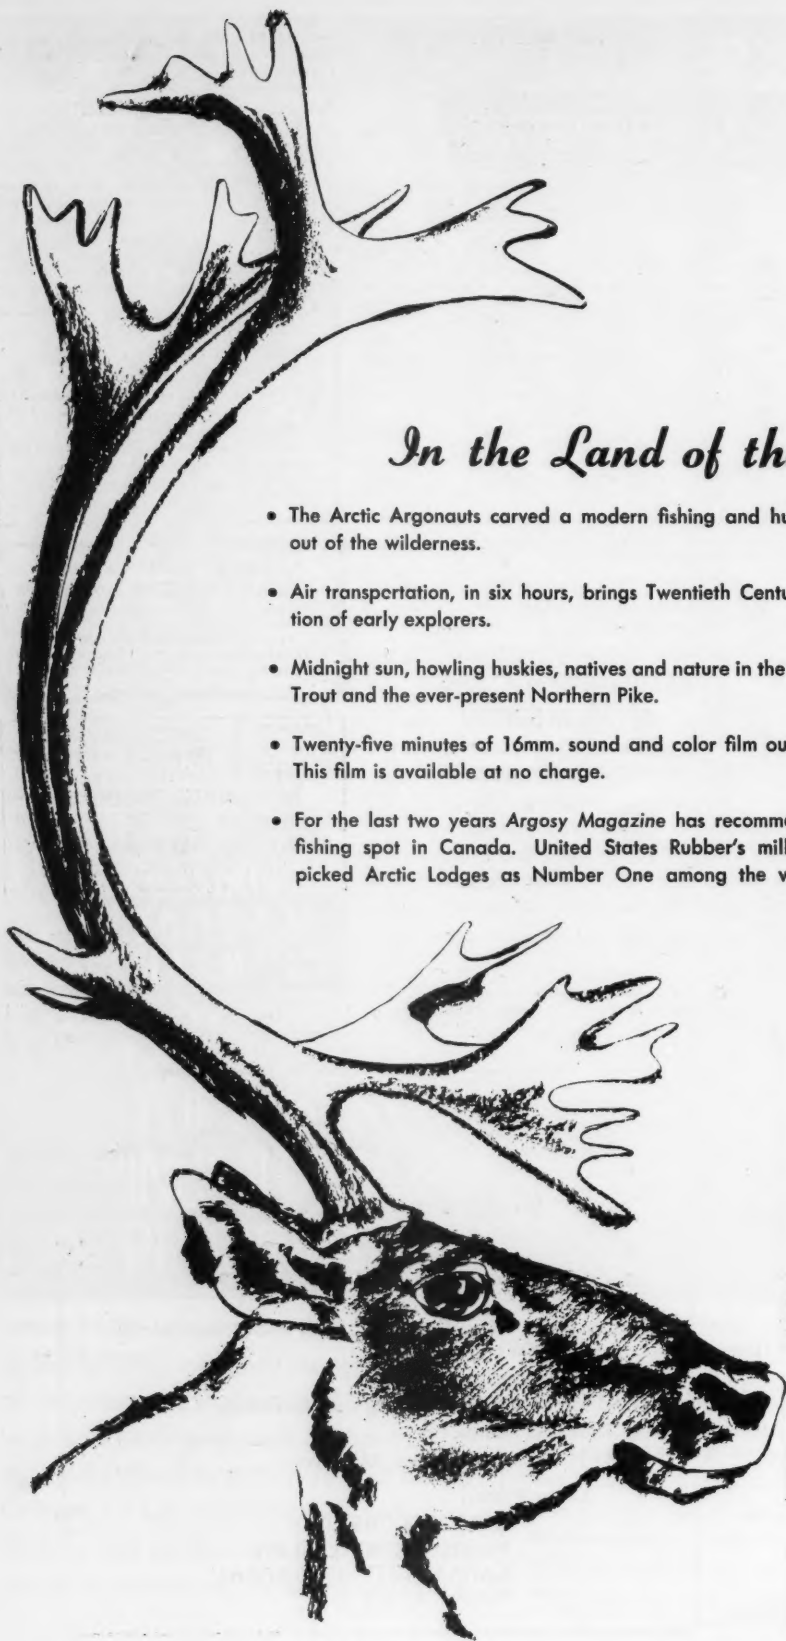 In the Land of th
• The Arctic Argonauts carved a modern fishing and hu
out of the wilderness.
• Air transportation, in six hours, brings Twentieth Centu
tion of early explorers.
• Midnight sun, howling huskies, natives and nature in the
Trout and the ever-present Northern Pike.
• Twenty-five minutes of 16mm. sound and color film ou
This film is available at no charge.
• For the last two years Argosy Magazine has recomme
fishing spot in Canada. United States Rubber's mill
picked Arctic Lodges as Number One among the v